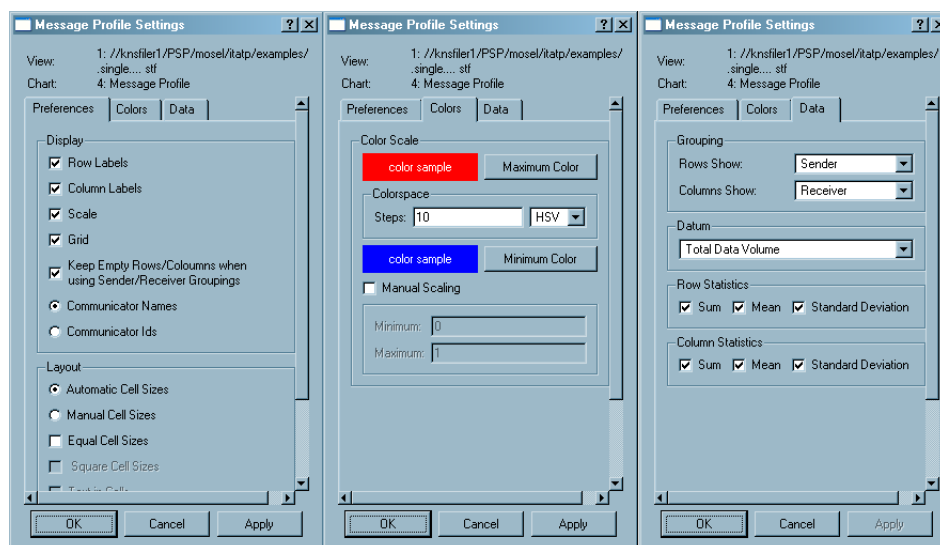 Message Profile Settings
View: 1: //knsfiler1/PSP/mosel/itatp/examples/
.single.... stf
Chart: 4: Message Profile
Preferences Colors Data
Display
Row Labels
Column Labels
Scale
Grid
Keep Empty Rows/Coloumns when
using Sender/Receiver Groupings
Communicator Names
Communicator Ids
Layout
Automatic Cell Sizes
Manual Cell Sizes
Equal Cell Sizes
Square Cell Sizes
OK Cancel Apply
Message Profile Settings
View: 1: //knsfiler1/PSP/mosel/itatp/examples/
.single.... stf
Chart: 4: Message Profile
Preferences Colors Data
Color Scale
color sample Maximum Color
Colorspace
Steps: 10 HSV
color sample Minimum Color
Manual Scaling
Minimum: 0
Maximum: 1
OK Cancel Apply
Message Profile Settings
View: 1: //knsfiler1/PSP/mosel/itatp/examples/
.single.... stf
Chart: 4: Message Profile
Preferences Colors Data
Grouping
Rows Show: Sender
Columns Show: Receiver
Datum
Total Data Volume
Row Statistics
Sum Mean Standard Deviation
Column Statistics
Sum Mean Standard Deviation
OK Cancel Apply